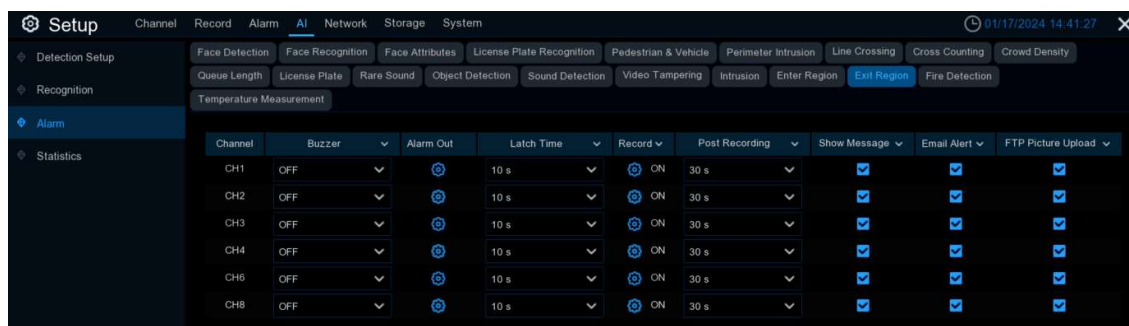 Setup Channel Record Alarm AI Network Storage System 01/17/2024 14:41:27
Detection Setup
Recognition
Alarm
Statistics
Face Detection Face Recognition Face Attributes License Plate Recognition Pedestrian & Vehicle Perimeter Intrusion Line Crossing Cross Counting Crowd Density
Queue Length License Plate Rare Sound Object Detection Sound Detection Video Tampering Intrusion Enter Region Exit Region Fire Detection
Temperature Measurement
Channel Buzzer Alarm Out Latch Time Record Post Recording Show Message Email Alert FTP Picture Upload
CH1 OFF 10 s ON 30 s
CH2 OFF 10 s ON 30 s
CH3 OFF 10 s ON 30 s
CH4 OFF 10 s ON 30 s
CH6 OFF 10 s ON 30 s
CH8 OFF 10 s ON 30 s